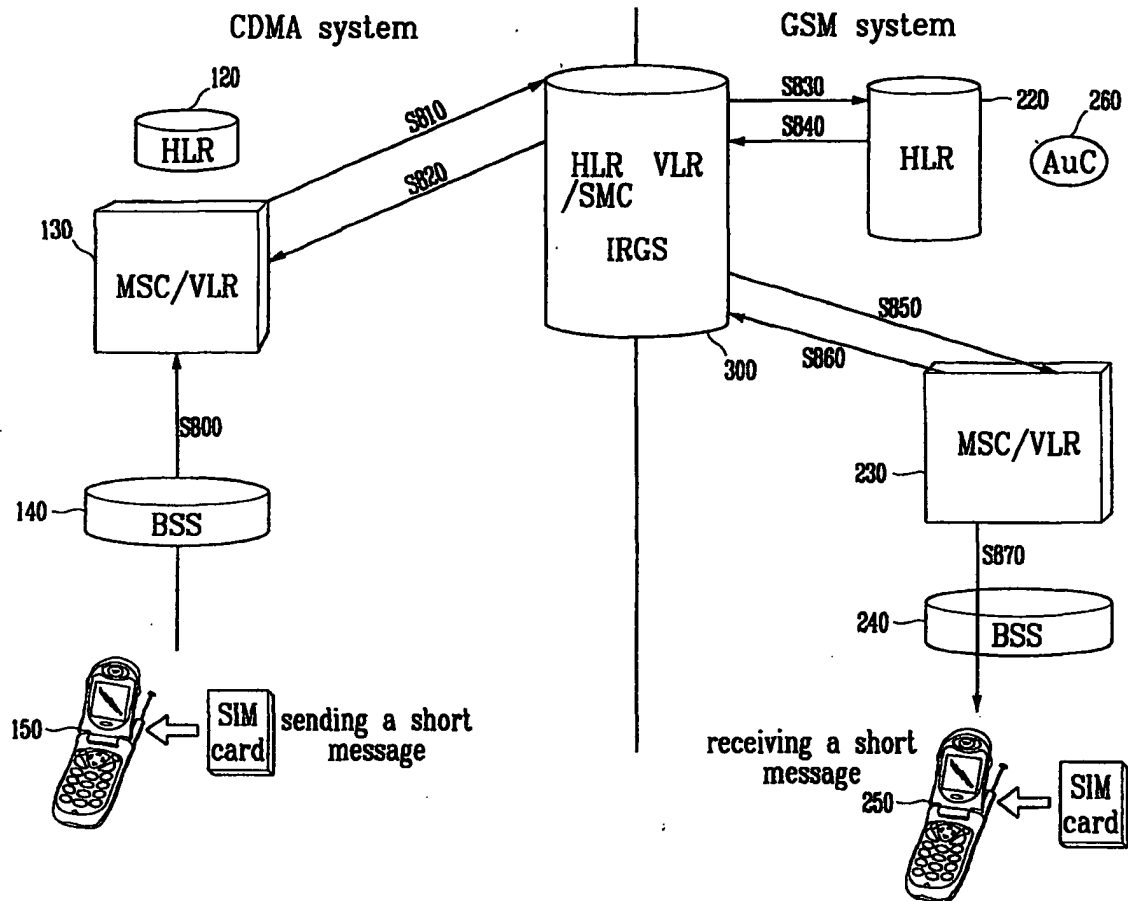 CDMA system
GSM system
120
HLR
S810
S820
130
MSC/VLR
HLR VLR
/SMC
IRGS
300
S830
S840
HLR
220
260
AuC
S850
S860
MSC/VLR
230
S800
140
BSS
S870
240
BSS
150
SIM
card
sending a short
message
receiving a short
message
250
SIM
card